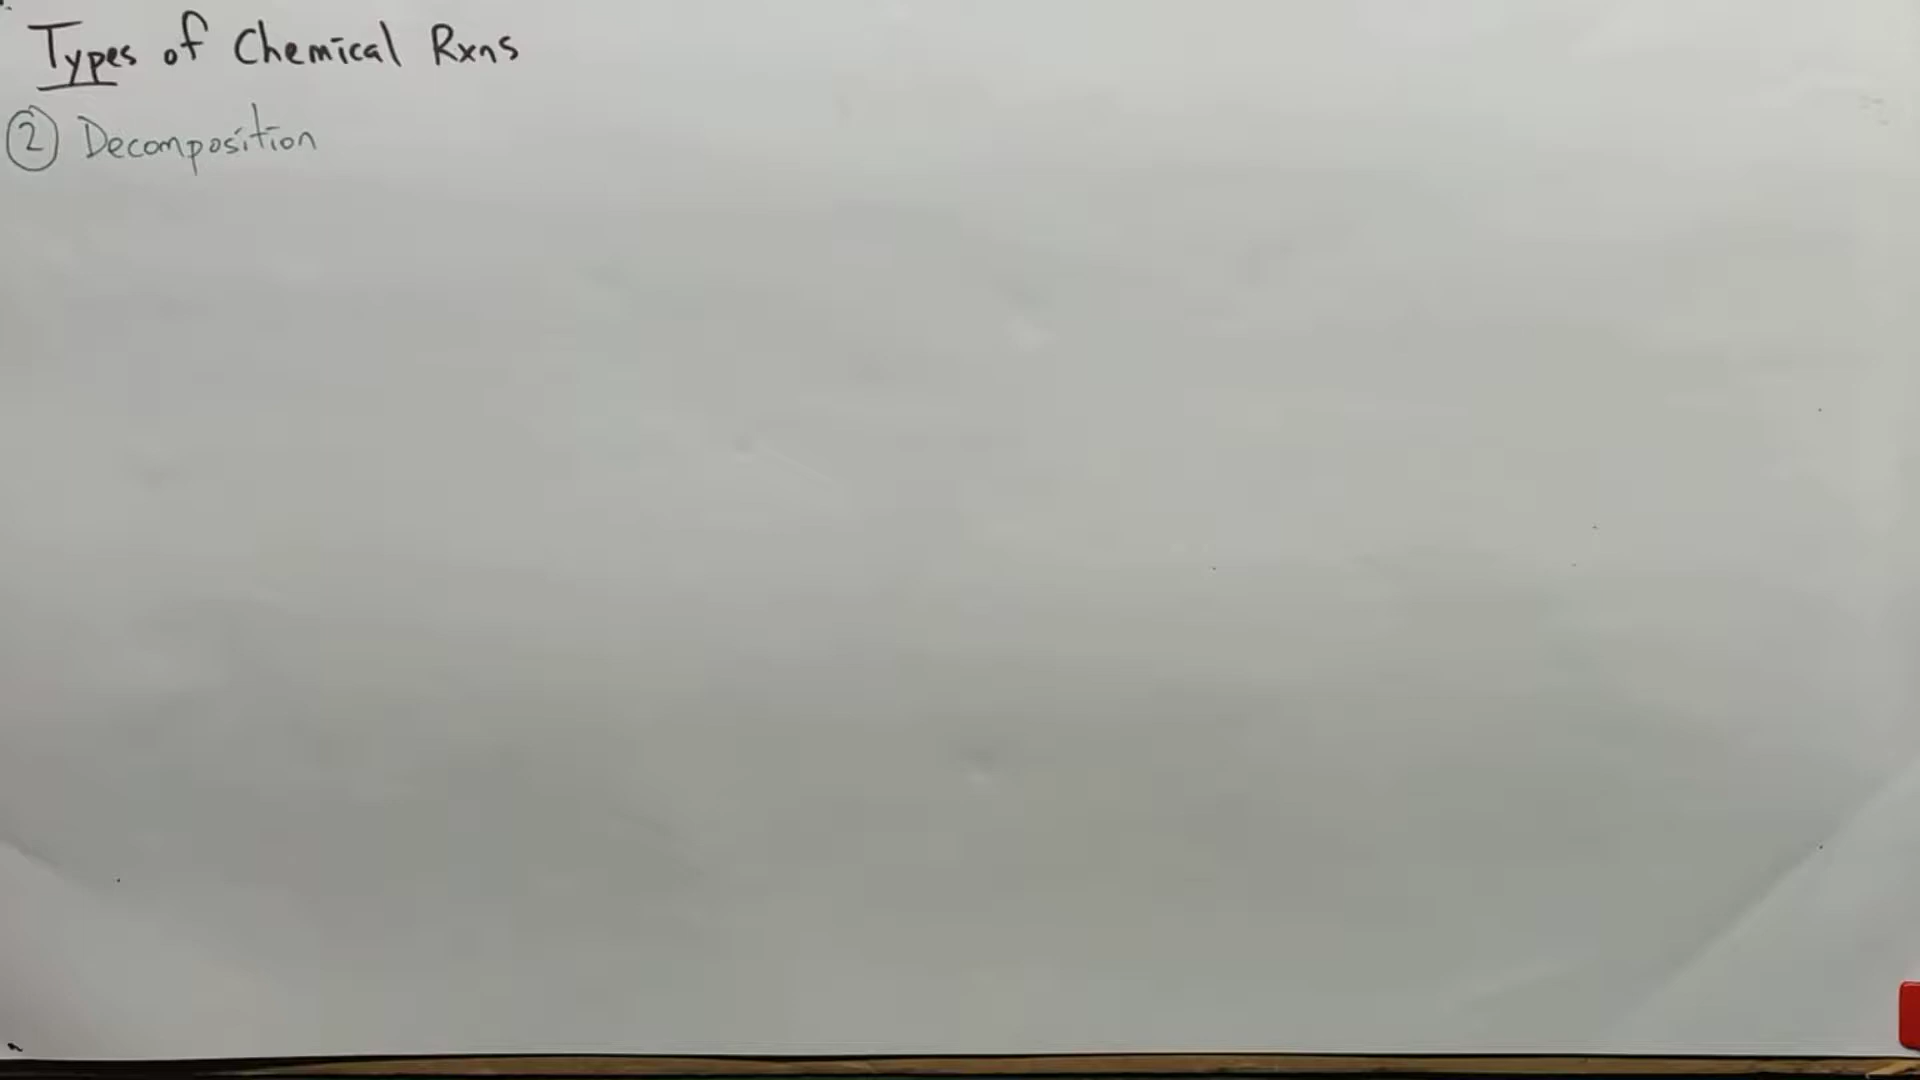 Types of Chemical Rxns
② Decomposition